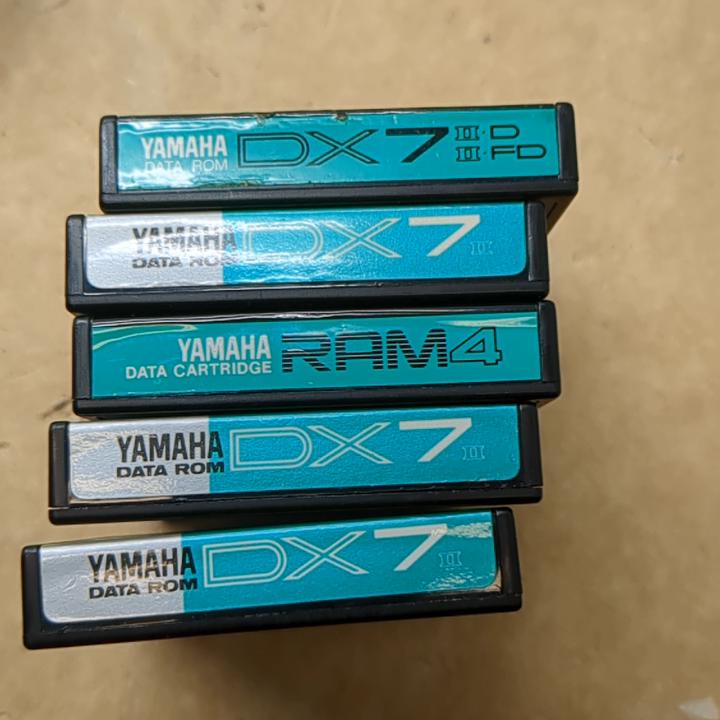 YAMAHA DX7 II·D
DATA ROM II·FD
YAMAHA DX7 II
DATA ROM
YAMAHA RAM4
DATA CARTRIDGE
YAMAHA DX7 II
DATA ROM
YAMAHA DX7 II
DATA ROM